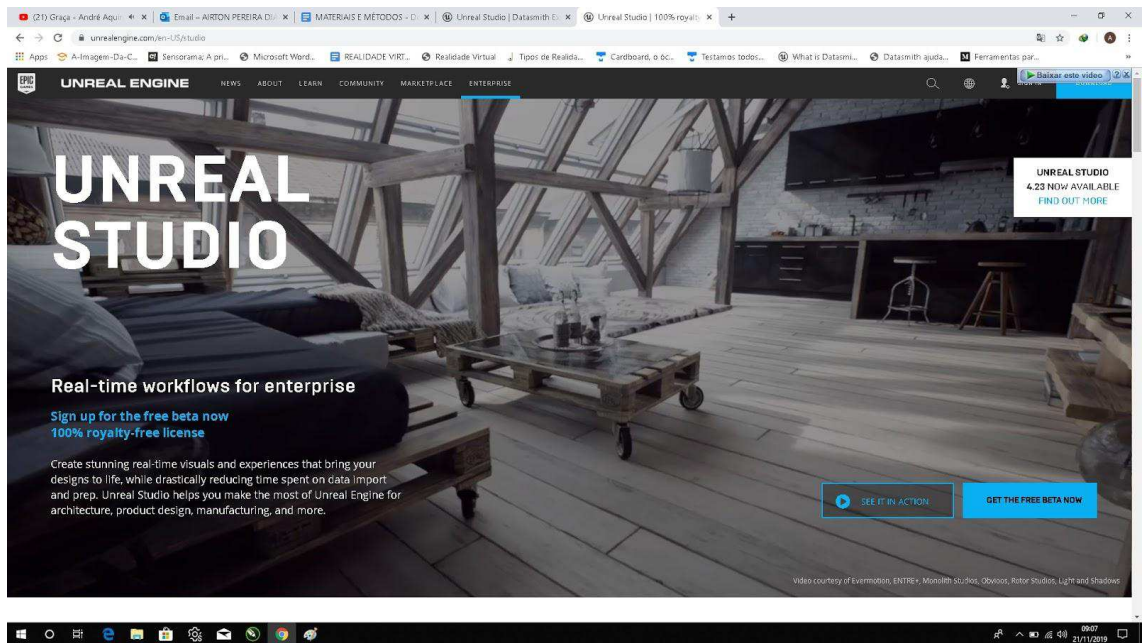 (21) Graça - André Aquin
Email – AIRTON PEREIRA DI
MATERIAIS E MÉTODOS - D
Unreal Studio | Datasmith Ex
Unreal Studio | 100% royalt
unrealengine.com/en-US/studio
Apps
A-Imagem-Da-C...
Sensorama: A pri...
Microsoft Word...
REALIDADE VIRT...
Realidade Virtual
Tipos de Realida...
Cardboard, o óc...
Testamos todos...
What is Datasmi...
Datasmith ajuda...
Ferramentas par...
EPIC GAMES
UNREAL ENGINE
NEWS
ABOUT
LEARN
COMMUNITY
MARKETPLACE
ENTERPRISE
Baixar este vídeo
UNREAL
STUDIO
UNREAL STUDIO
4.23 NOW AVAILABLE
FIND OUT MORE
Real-time workflows for enterprise
Sign up for the free beta now
100% royalty-free license
Create stunning real-time visuals and experiences that bring your
designs to life, while drastically reducing time spent on data import
and prep. Unreal Studio helps you make the most of Unreal Engine for
architecture, product design, manufacturing, and more.
SEE IT IN ACTION
GET THE FREE BETA NOW
Video courtesy of Evermotion, ENTRE+, Monolith Studios, Obvioos, Rotor Studios, Light and Shadows
09:07
21/11/2019